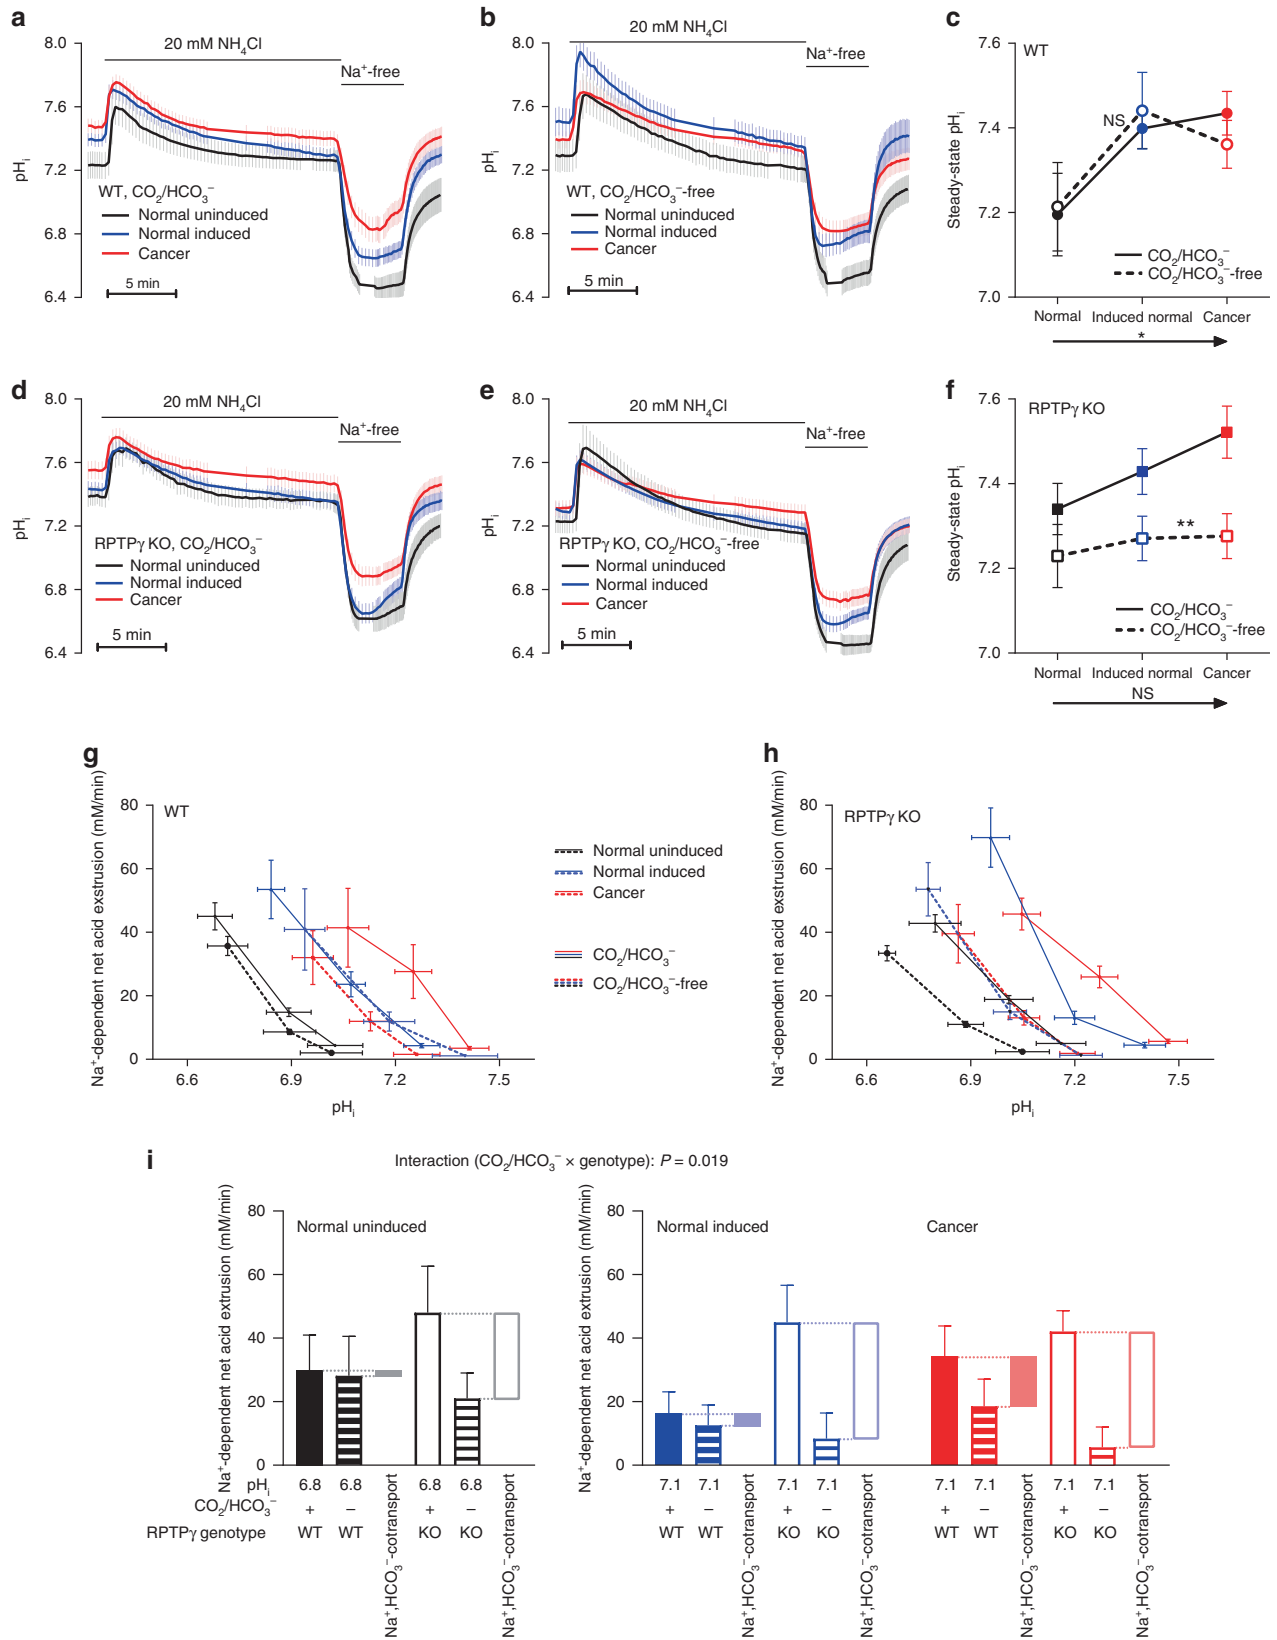 a
20 mM NH₄Cl
Na⁺-free
8.0
7.6
7.2
6.8
6.4
pHᵢ
WT, CO₂/HCO₃⁻
Normal uninduced
Normal induced
Cancer
5 min
b
20 mM NH₄Cl
Na⁺-free
8.0
7.6
7.2
6.8
6.4
pHᵢ
WT, CO₂/HCO₃⁻-free
Normal uninduced
Normal induced
Cancer
5 min
c
WT
7.6
7.4
7.2
7.0
Steady-state pHᵢ
NS
CO₂/HCO₃⁻
CO₂/HCO₃⁻-free
Normal Induced normal Cancer
*
d
20 mM NH₄Cl
Na⁺-free
8.0
7.6
7.2
6.8
6.4
pHᵢ
RPTPγ KO, CO₂/HCO₃⁻
Normal uninduced
Normal induced
Cancer
5 min
e
20 mM NH₄Cl
Na⁺-free
8.0
7.6
7.2
6.8
6.4
pHᵢ
RPTPγ KO, CO₂/HCO₃⁻-free
Normal uninduced
Normal induced
Cancer
5 min
f
RPTPγ KO
7.6
7.4
7.2
7.0
Steady-state pHᵢ
**
CO₂/HCO₃⁻
CO₂/HCO₃⁻-free
Normal Induced normal Cancer
NS
g
WT
Na⁺-dependent net acid exstrusion (mM/min)
80
60
40
20
0
6.6 6.9 7.2 7.5
pHᵢ
Normal uninduced
Normal induced
Cancer
CO₂/HCO₃⁻
CO₂/HCO₃⁻-free
h
RPTPγ KO
Na⁺-dependent net acid exstrusion (mM/min)
80
60
40
20
0
6.6 6.9 7.2 7.5
pHᵢ
i
Interaction (CO₂/HCO₃⁻ × genotype): P = 0.019
Na⁺-dependent net acid extrusion (mM/min)
80
60
40
20
0
Normal uninduced
Na⁺-dependent net acid extrusion (mM/min)
80
60
40
20
0
Normal induced
Cancer
pHᵢ 6.8 6.8 6.8 6.8 7.1 7.1 7.1 7.1 7.1 7.1 7.1 7.1
CO₂/HCO₃⁻ + − + − + − + − + − + −
RPTPγ genotype WT WT KO KO WT WT KO KO WT WT KO KO
Na⁺,HCO₃⁻-cotransport
Na⁺,HCO₃⁻-cotransport
Na⁺,HCO₃⁻-cotransport
Na⁺,HCO₃⁻-cotransport
Na⁺,HCO₃⁻-cotransport
Na⁺,HCO₃⁻-cotransport